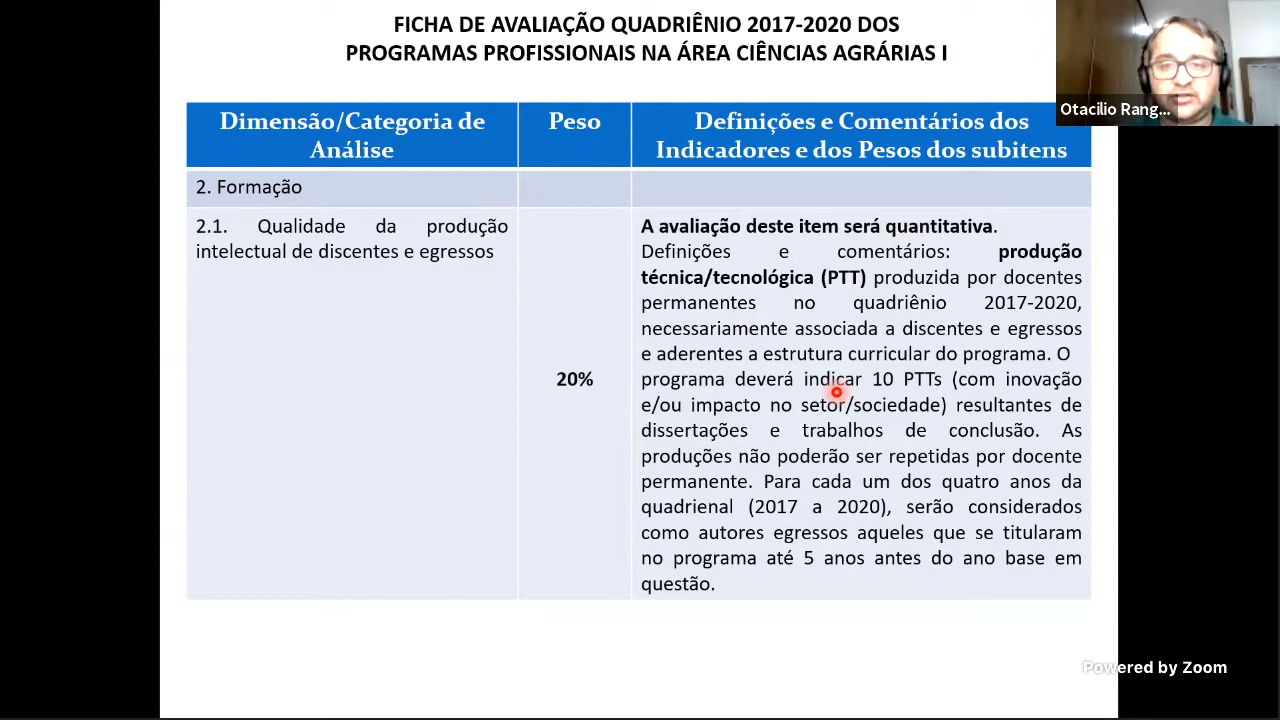 FICHA DE AVALIAÇÃO QUADRIÊNIO 2017-2020 DOS
PROGRAMAS PROFISSIONAIS NA ÁREA CIÊNCIAS AGRÁRIAS I
Otacilio Rang...
Dimensão/Categoria de
Análise
Peso
Definições e Comentários dos
Indicadores e dos Pesos dos subitens
2. Formação
2.1. Qualidade da produção
intelectual de discentes e egressos
20%
A avaliação deste item será quantitativa.
Definições e comentários: produção
técnica/tecnológica (PTT) produzida por docentes
permanentes no quadriênio 2017-2020,
necessariamente associada a discentes e egressos
e aderentes a estrutura curricular do programa. O
programa deverá indicar 10 PTTs (com inovação
e/ou impacto no setor/sociedade) resultantes de
dissertações e trabalhos de conclusão. As
produções não poderão ser repetidas por docente
permanente. Para cada um dos quatro anos da
quadrienal (2017 a 2020), serão considerados
como autores egressos aqueles que se titularam
no programa até 5 anos antes do ano base em
questão.
Powered by Zoom